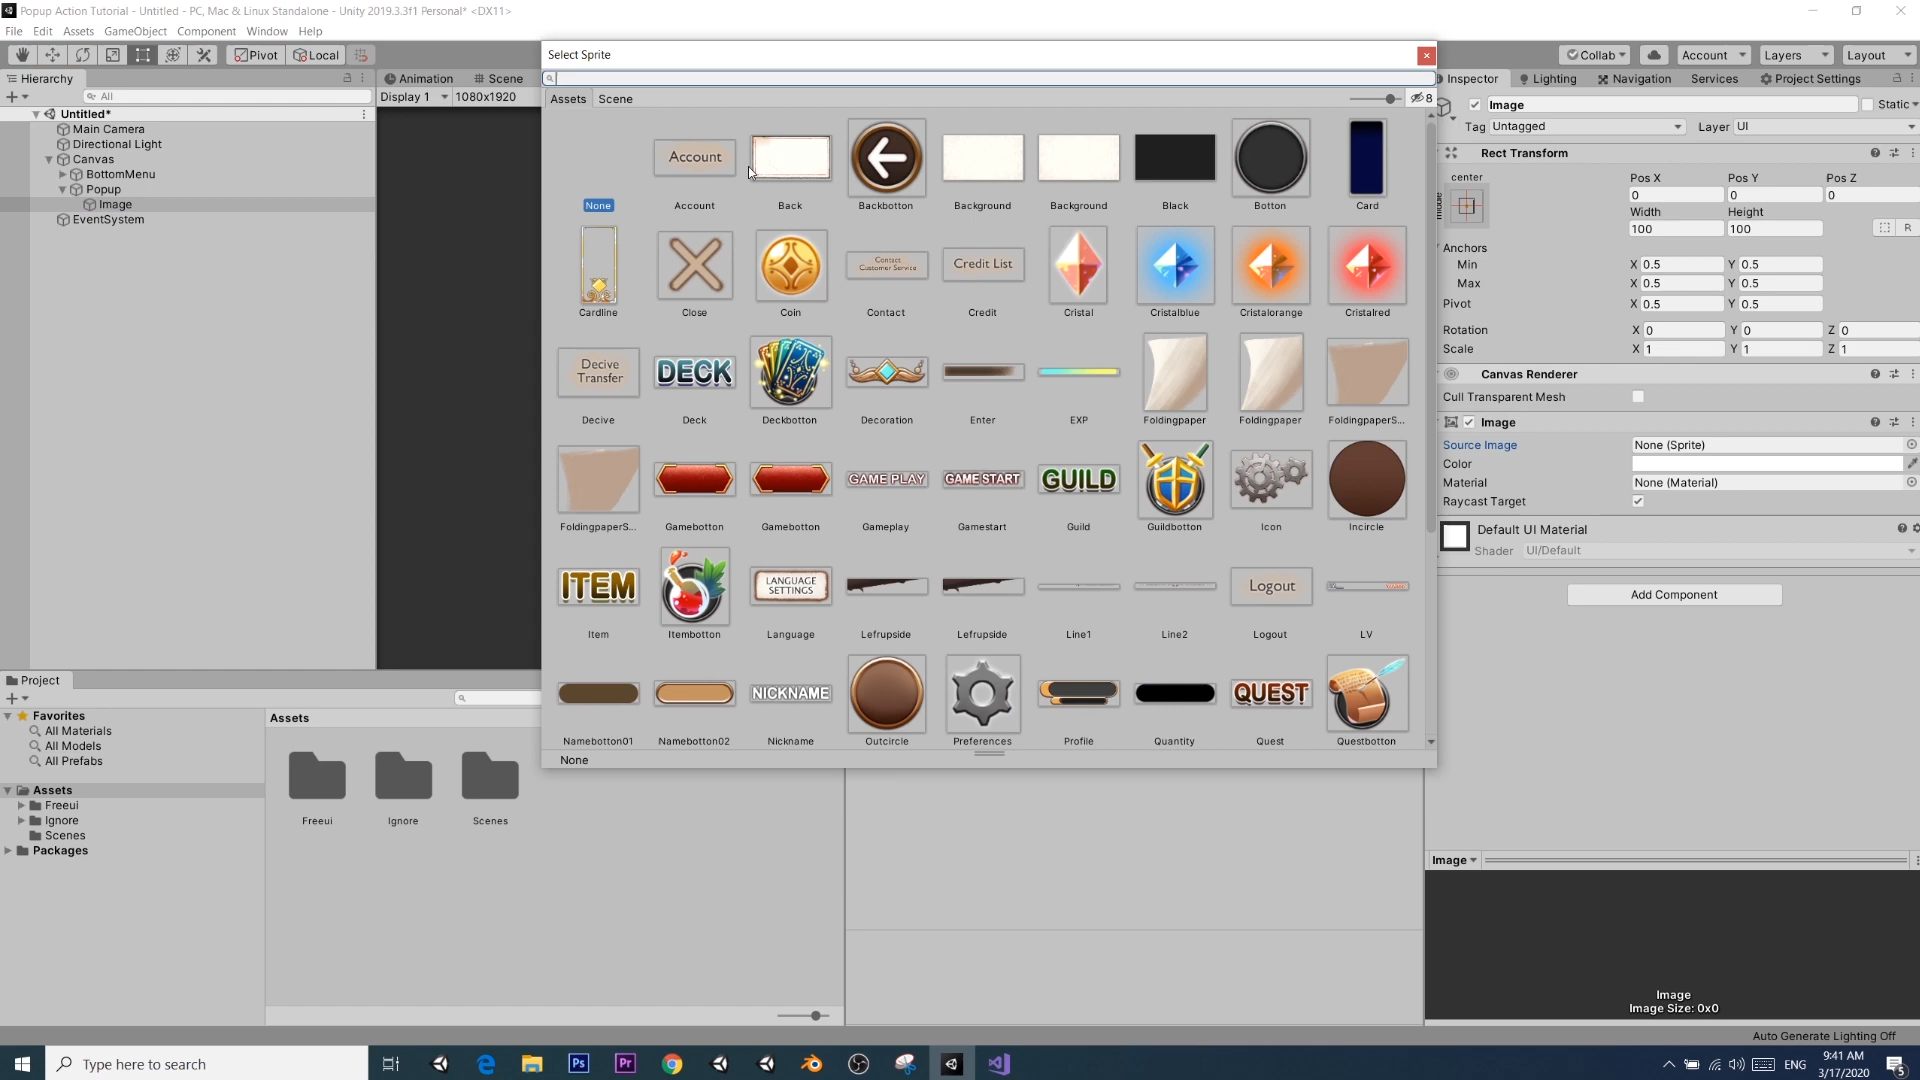 Popup Action Tutorial - Untitled - PC, Mac & Linux Standalone - Unity 2019.3.3f1 Personal* <DX11>
File Edit Assets GameObject Component Window Help
Pivot Local
Collab Account Layers Layout
Hierarchy
All
Untitled*
Main Camera
Directional Light
Canvas
BottomMenu
Popup
Image
EventSystem
Animation Scene
Display 1 1080x1920
Select Sprite
Assets Scene
8
Account
None Account Back Backbotton Background Background Black Botton Card
Contact
Customer Service
Credit List
Cardline Close Coin Contact Credit Cristal Cristalblue Cristalorange Cristalred
Decive
Transfer
DECK
Decive Deck Deckbotton Decoration Enter EXP Foldingpaper Foldingpaper FoldingpaperS...
GAME PLAY GAME START GUILD
FoldingpaperS... Gamebotton Gamebotton Gameplay Gamestart Guild Guildbotton Icon Incircle
ITEM
LANGUAGE
SETTINGS
Logout
Item Itembotton Language Lefrupside Lefrupside Line1 Line2 Logout LV
NICKNAME QUEST
Namebotton01 Namebotton02 Nickname Outcircle Preferences Profile Quantity Quest Questbotton
None
Inspector Lighting Navigation Services Project Settings
Image Static
Tag Untagged Layer UI
Rect Transform
center
Pos X Pos Y Pos Z
0 0 0
Width Height
100 100
R
Anchors
Min X 0.5 Y 0.5
Max X 0.5 Y 0.5
Pivot X 0.5 Y 0.5
Rotation X 0 Y 0 Z 0
Scale X 1 Y 1 Z 1
Canvas Renderer
Cull Transparent Mesh
Image
Source Image None (Sprite)
Color
Material None (Material)
Raycast Target
Default UI Material
Shader UI/Default
Add Component
Project
Favorites
All Materials
All Models
All Prefabs
Assets
Freeui
Ignore
Scenes
Packages
Assets
Freeui Ignore Scenes
Image
Image
Image Size: 0x0
Auto Generate Lighting Off
Type here to search
Ps Pr
ENG
9:41 AM
3/17/2020
5